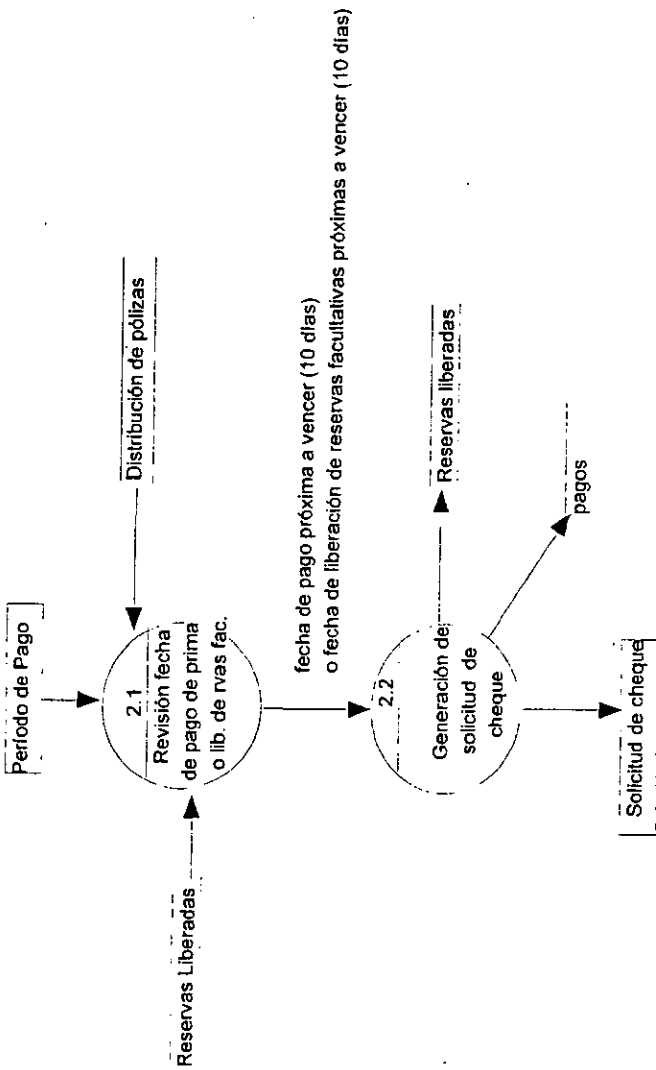 Período de Pago
Distribución de pólizas
Reservas Liberadas
2.1
Revisión fecha
de pago de prima
o lib. de rvas fac.
fecha de pago próxima a vencer (10 días)
o fecha de liberación de reservas facultativas próximas a vencer (10 días)
2.2
Generación de
solicitud de
cheque
Reservas liberadas
pagos
Solicitud de cheque